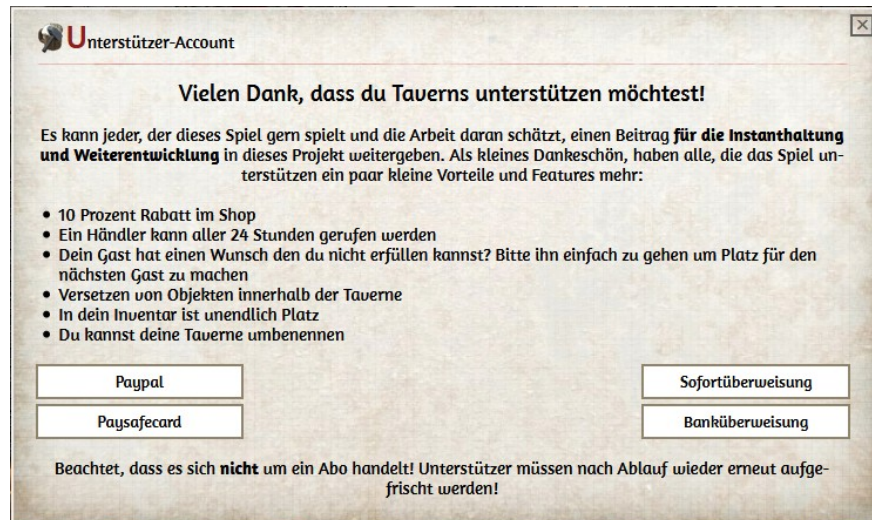 Unterstützer-Account
Vielen Dank, dass du Taverns unterstützen möchtest!
Es kann jeder, der dieses Spiel gern spielt und die Arbeit daran schätzt, einen Beitrag für die Instanthaltung
und Weiterentwicklung in dieses Projekt weitergeben. Als kleines Dankeschön, haben alle, die das Spiel un-
terstützen ein paar kleine Vorteile und Features mehr:
• 10 Prozent Rabatt im Shop
• Ein Händler kann aller 24 Stunden gerufen werden
• Dein Gast hat einen Wunsch den du nicht erfüllen kannst? Bitte ihn einfach zu gehen um Platz für den
nächsten Gast zu machen
• Versetzen von Objekten innerhalb der Taverne
• In dein Inventar ist unendlich Platz
• Du kannst deine Taverne umbenennen
Paypal
Sofortüberweisung
Paysafecard
Banküberweisung
Beachtet, dass es sich nicht um ein Abo handelt! Unterstützer müssen nach Ablauf wieder erneut aufge-
frischt werden!